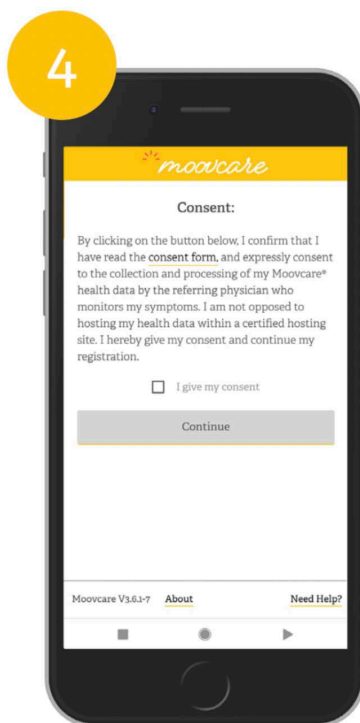 4
moovcare
Consent:
By clicking on the button below, I confirm that I
have read the consent form, and expressly consent
to the collection and processing of my Moovcare®
health data by the referring physician who
monitors my symptoms. I am not opposed to
hosting my health data within a certified hosting
site. I hereby give my consent and continue my
registration.
I give my consent
Continue
Moovcare V3.6.1-7 About Need Help?